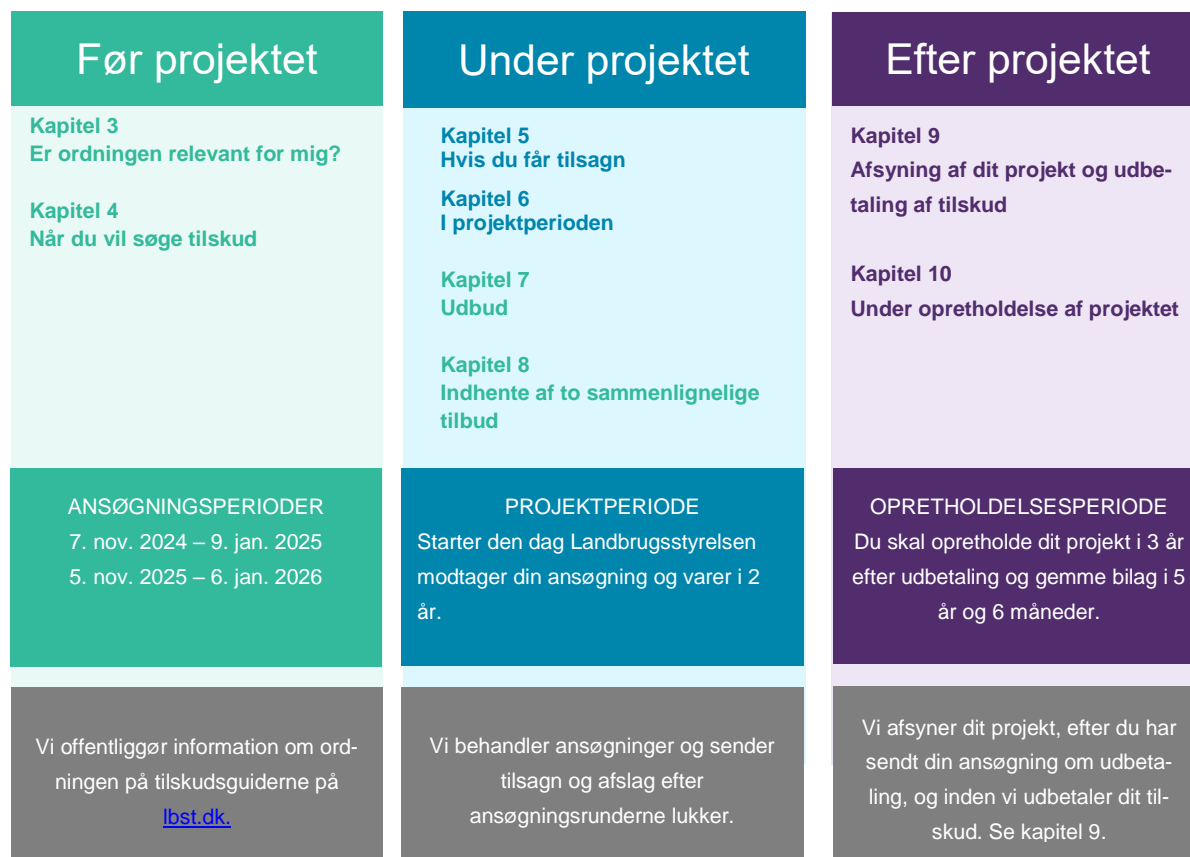 Før projektet
Kapitel 3
Er ordningen relevant for mig?
Kapitel 4
Når du vil søge tilskud
ANSØGNINGSPERIODER
7. nov. 2024 – 9. jan. 2025
5. nov. 2025 – 6. jan. 2026
Vi offentliggør information om ord-
ningen på tilskudsguiderne på
lbst.dk.
Under projektet
Kapitel 5
Hvis du får tilsagn
Kapitel 6
I projektperioden
Kapitel 7
Udbud
Kapitel 8
Indhente af to sammenlignelige
tilbud
PROJEKTPERIODE
Starter den dag Landbrugsstyrelsen
modtager din ansøgning og varer i 2
år.
Vi behandler ansøgninger og sender
tilsagn og afslag efter
ansøgningsrunderne lukker.
Efter projektet
Kapitel 9
Afsyning af dit projekt og udbe-
taling af tilskud
Kapitel 10
Under opretholdelse af projektet
OPRETHOLDELSESPERIODE
Du skal opretholde dit projekt i 3 år
efter udbetaling og gemme bilag i 5
år og 6 måneder.
Vi afsyner dit projekt, efter du har
sendt din ansøgning om udbeta-
ling, og inden vi udbetaler dit til-
skud. Se kapitel 9.